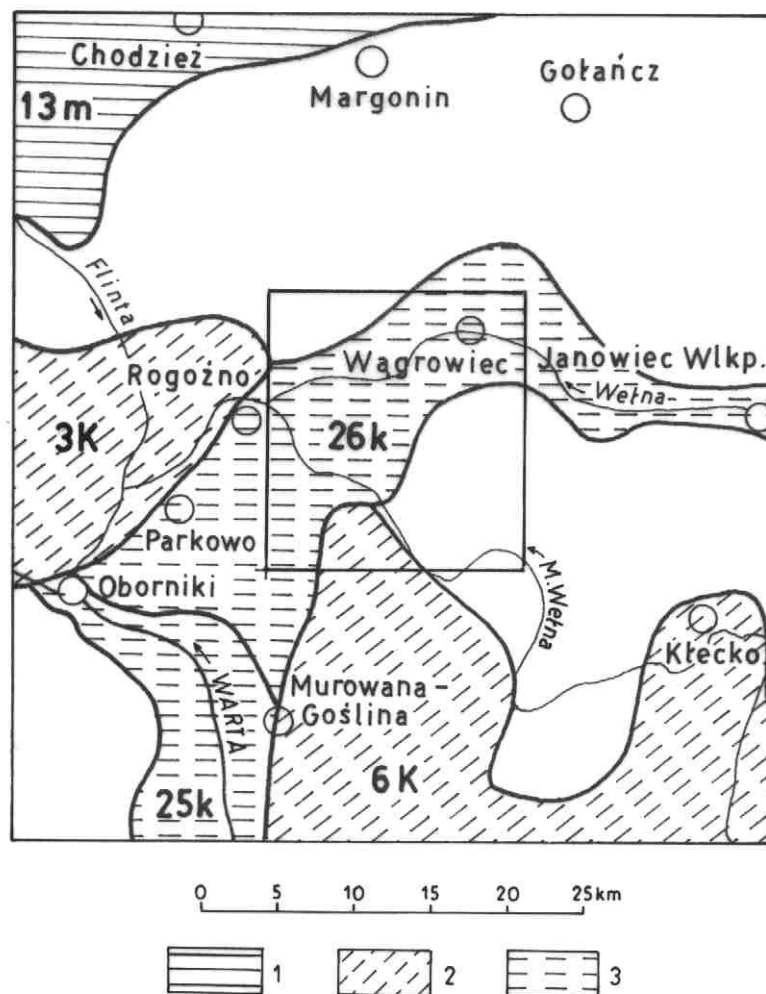 Chodzież
13m
Margonin
Gołańcz
Flinta
Rogoźno
Wągrowiec
Janowiec Wlkp.
Wełna
3K
26k
Parkowo
Oborniki
M.Wełna
Kłecko
WARTA
Murowana-
Goślina
25k
6K
0 5 10 15 20 25km
1 2 3